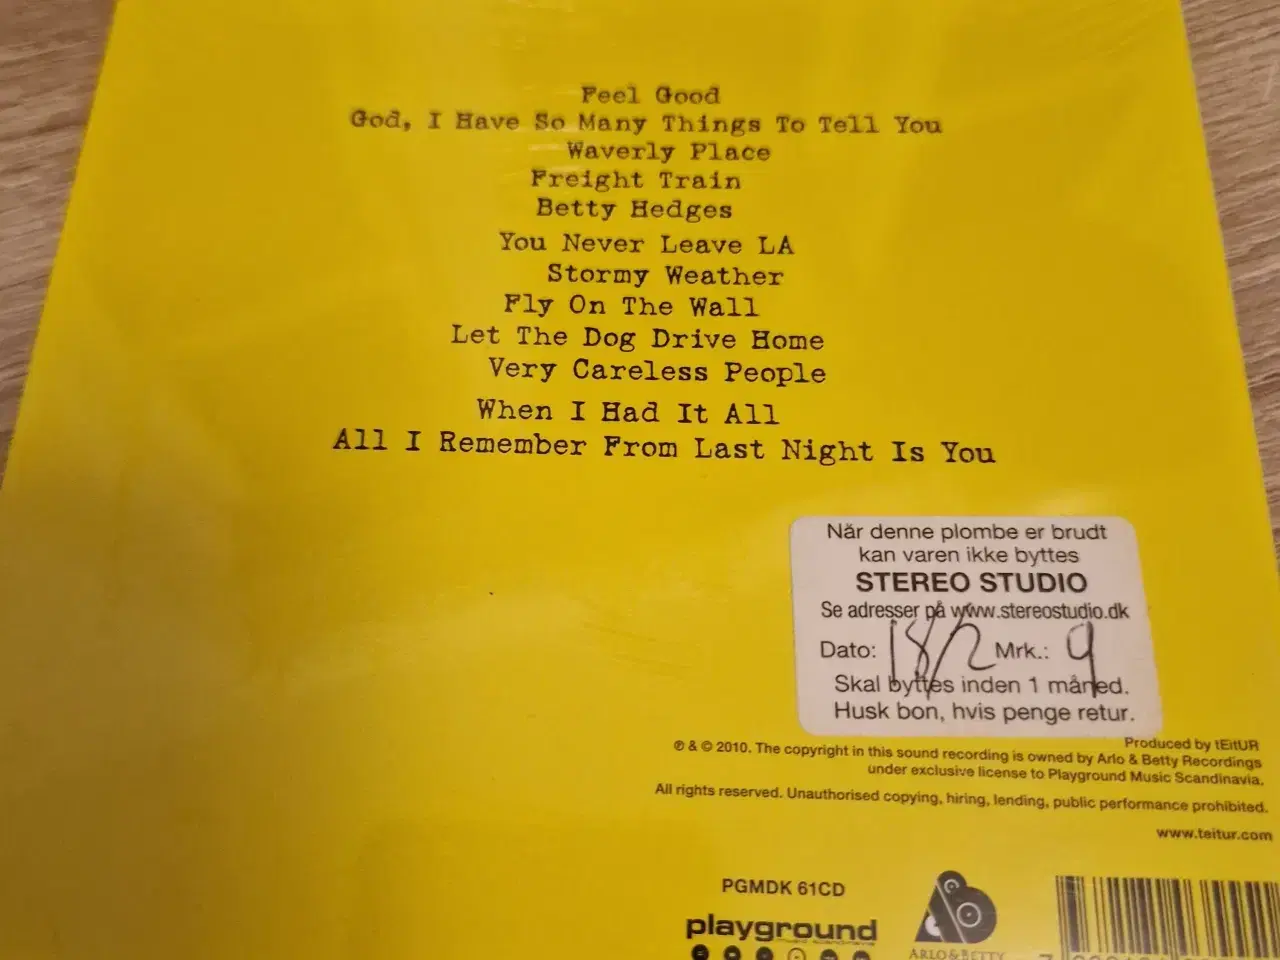 Feel Good
God, I Have So Many Things To Tell You
Waverly Place
Freight Train
Betty Hedges
You Never Leave LA
Stormy Weather
Fly On The Wall
Let The Dog Drive Home
Very Careless People
When I Had It All
All I Remember From Last Night Is You
Når denne plombe er brudt
kan varen ikke byttes
STEREO STUDIO
Se adresser på www.stereostudio.dk
Dato: 18/2 Mrk.: 9
Skal byttes inden 1 måned.
Husk bon, hvis penge retur.
Produced by tEitUR
℗ & © 2010. The copyright in this sound recording is owned by Arlo & Betty Recordings
under exclusive license to Playground Music Scandinavia.
All rights reserved. Unauthorised copying, hiring, lending, public performance prohibited.
www.teitur.com
PGMDK 61CD
playground
music scandinavia
ARLO & BETTY